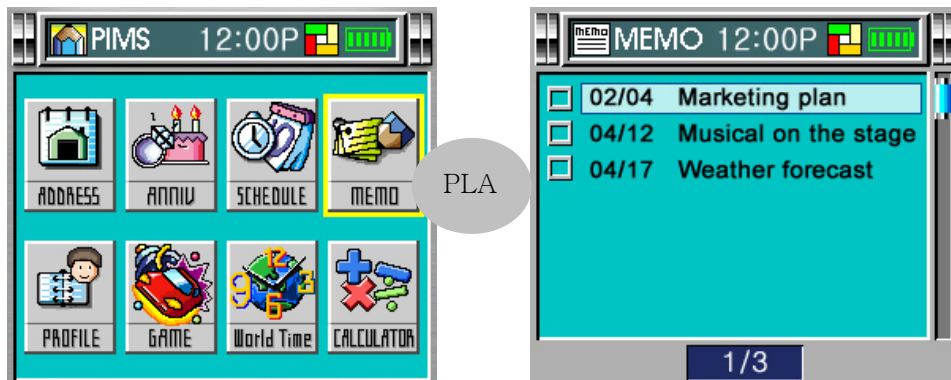 PIMS 12:00P
ADDRESS ANNIV SCHEDULE MEMO
PROFILE GAME World Time CALCULATOR
PLA
MEMO MEMO 12:00P
02/04 Marketing plan
04/12 Musical on the stage
04/17 Weather forecast
1/3